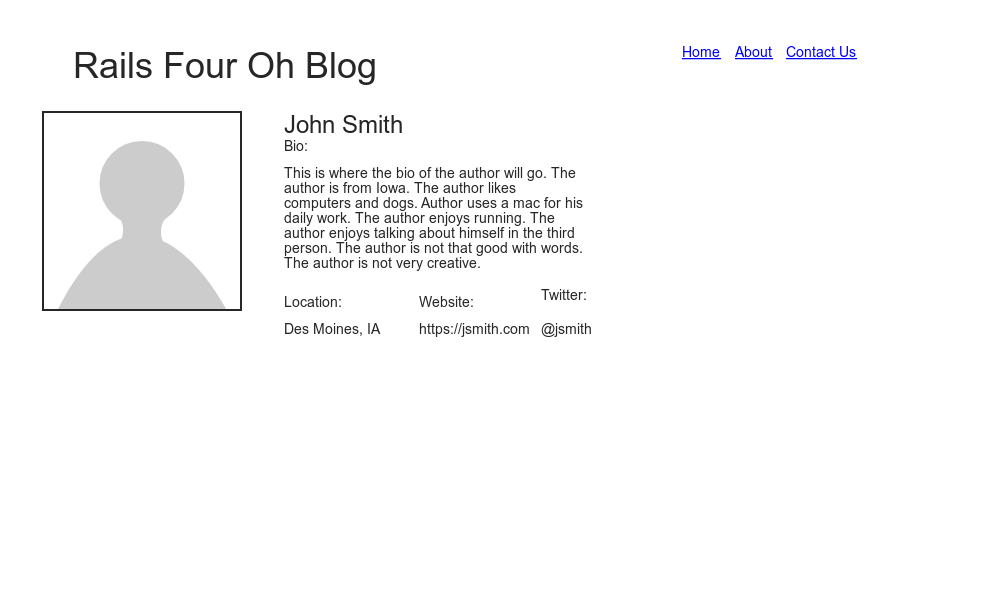 Rails Four Oh Blog
Home About Contact Us
John Smith
Bio:
This is where the bio of the author will go. The
author is from Iowa. The author likes
computers and dogs. Author uses a mac for his
daily work. The author enjoys running. The
author enjoys talking about himself in the third
person. The author is not that good with words.
The author is not very creative.
Location: Website: Twitter:
Des Moines, IA https://jsmith.com @jsmith